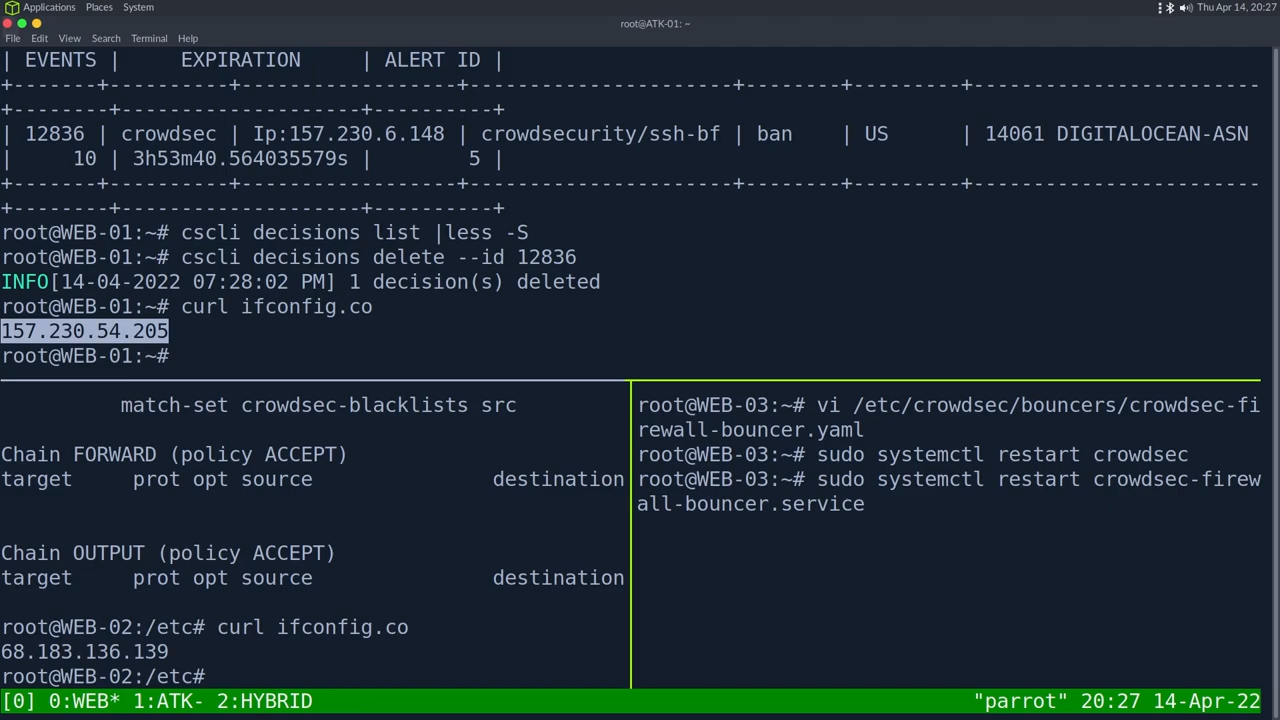 Applications Places System Thu Apr 14, 20:27
root@ATK-01: ~
File Edit View Search Terminal Help
| EVENTS |     EXPIRATION     | ALERT ID |
+-------+----------+-------------------+----------------------+--------+---------+-------------------------
+--------+--------------------+----------+
| 12836 | crowdsec | Ip:157.230.6.148 | crowdsecurity/ssh-bf | ban    | US      | 14061 DIGITALOCEAN-ASN
|     10 | 3h53m40.564035579s |        5 |
+-------+----------+-------------------+----------------------+--------+---------+-------------------------
+--------+--------------------+----------+
root@WEB-01:~# cscli decisions list |less -S
root@WEB-01:~# cscli decisions delete --id 12836
INFO[14-04-2022 07:28:02 PM] 1 decision(s) deleted
root@WEB-01:~# curl ifconfig.co
157.230.54.205
root@WEB-01:~#
match-set crowdsec-blacklists src
Chain FORWARD (policy ACCEPT)
target     prot opt source               destination
Chain OUTPUT (policy ACCEPT)
target     prot opt source               destination
root@WEB-02:/etc# curl ifconfig.co
68.183.136.139
root@WEB-02:/etc#
root@WEB-03:~# vi /etc/crowdsec/bouncers/crowdsec-fi
rewall-bouncer.yaml
root@WEB-03:~# sudo systemctl restart crowdsec
root@WEB-03:~# sudo systemctl restart crowdsec-firew
all-bouncer.service
[0] 0:WEB* 1:ATK- 2:HYBRID "parrot" 20:27 14-Apr-22